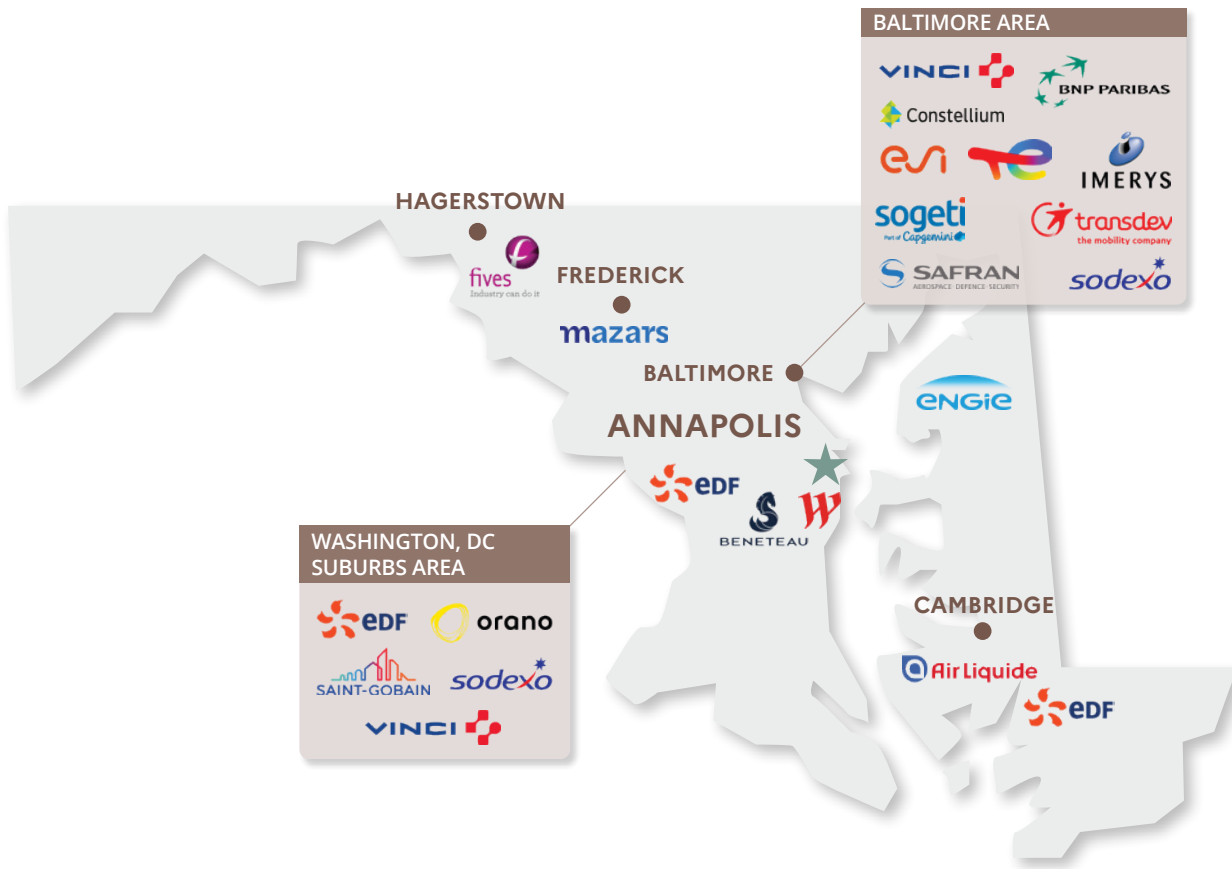 BALTIMORE AREA
VINCI
BNP PARIBAS
Constellium
esi
TE
IMERYS
sogeti
Part of Capgemini
transdev
the mobility company
SAFRAN
AEROSPACE · DEFENCE · SECURITY
sodexo
HAGERSTOWN
fives
Industry can do it
FREDERICK
mazars
BALTIMORE
ENGIE
ANNAPOLIS
eDF
BENETEAU
W
WASHINGTON, DC
SUBURBS AREA
eDF
orano
SAINT-GOBAIN
sodexo
VINCI
CAMBRIDGE
Air Liquide
eDF